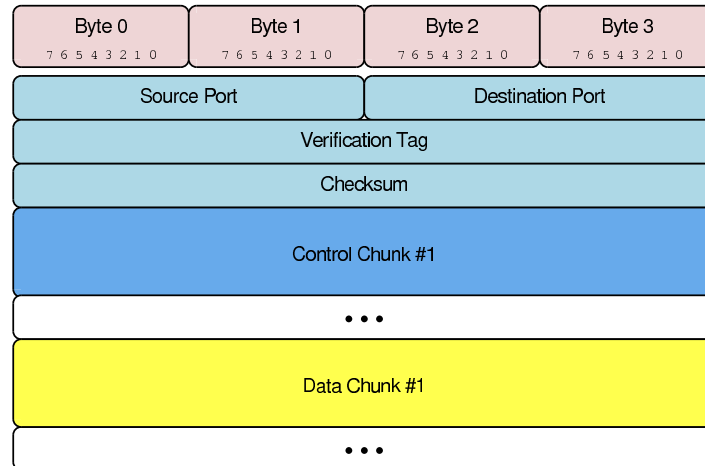 Byte 0 Byte 1 Byte 2 Byte 3
7 6 5 4 3 2 1 0 7 6 5 4 3 2 1 0 7 6 5 4 3 2 1 0 7 6 5 4 3 2 1 0
Source Port Destination Port
Verification Tag
Checksum
Control Chunk #1
•••
Data Chunk #1
•••